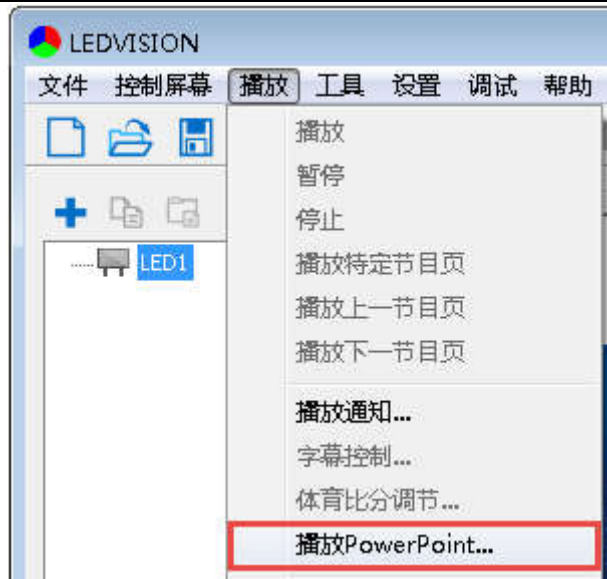 LEDVISION
文件 控制屏幕 播放 工具 设置 调试 帮助
播放
暂停
停止
LED1
播放特定节目页
播放上一节目页
播放下一节目页
播放通知...
字幕控制...
体育比分调节...
播放PowerPoint...